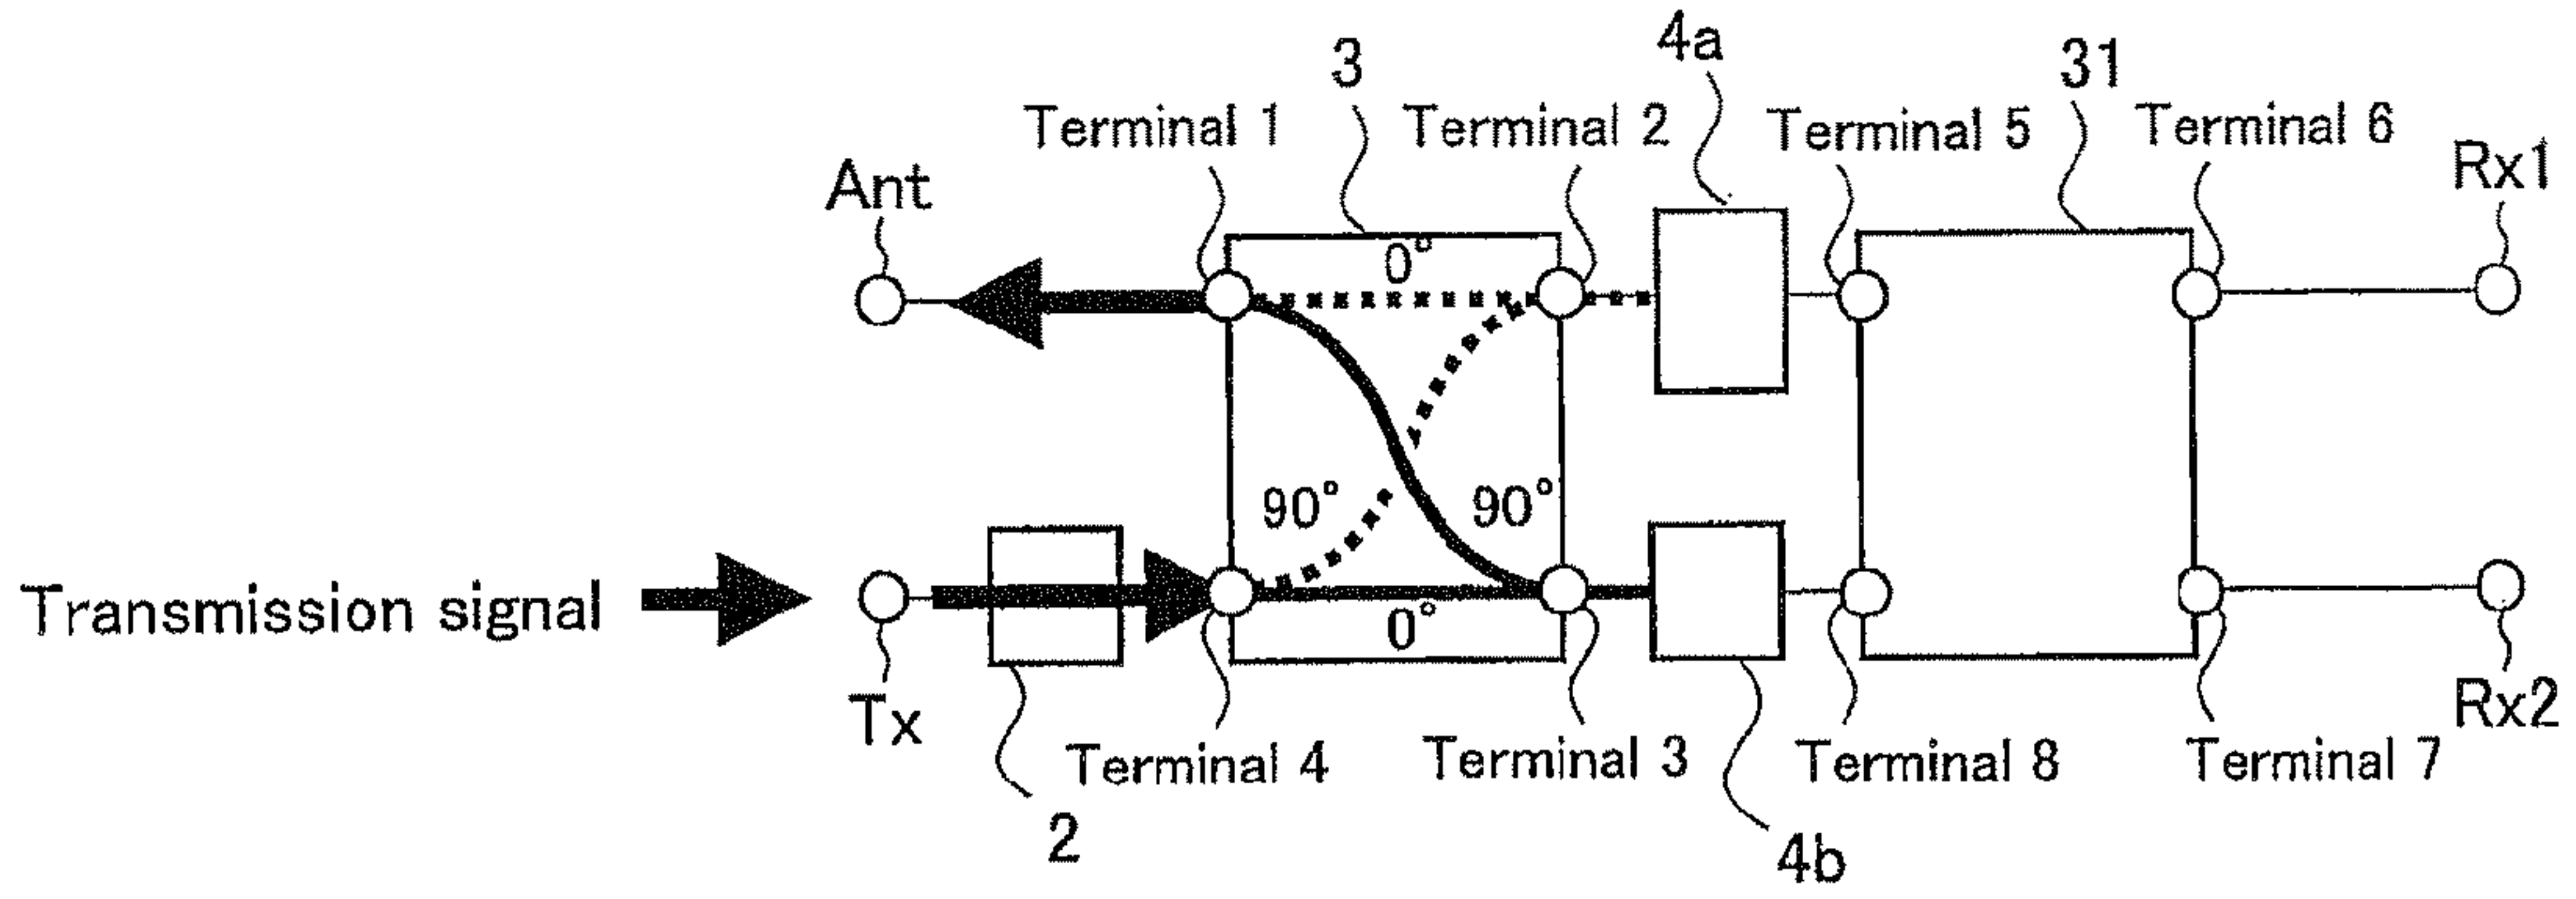 3
4a
31
Terminal 1
Terminal 2
Terminal 5
Terminal 6
Ant
Rx1
0°
90°
90°
Transmission signal
0°
Tx
Rx2
Terminal 4
Terminal 3
Terminal 8
Terminal 7
2
4b